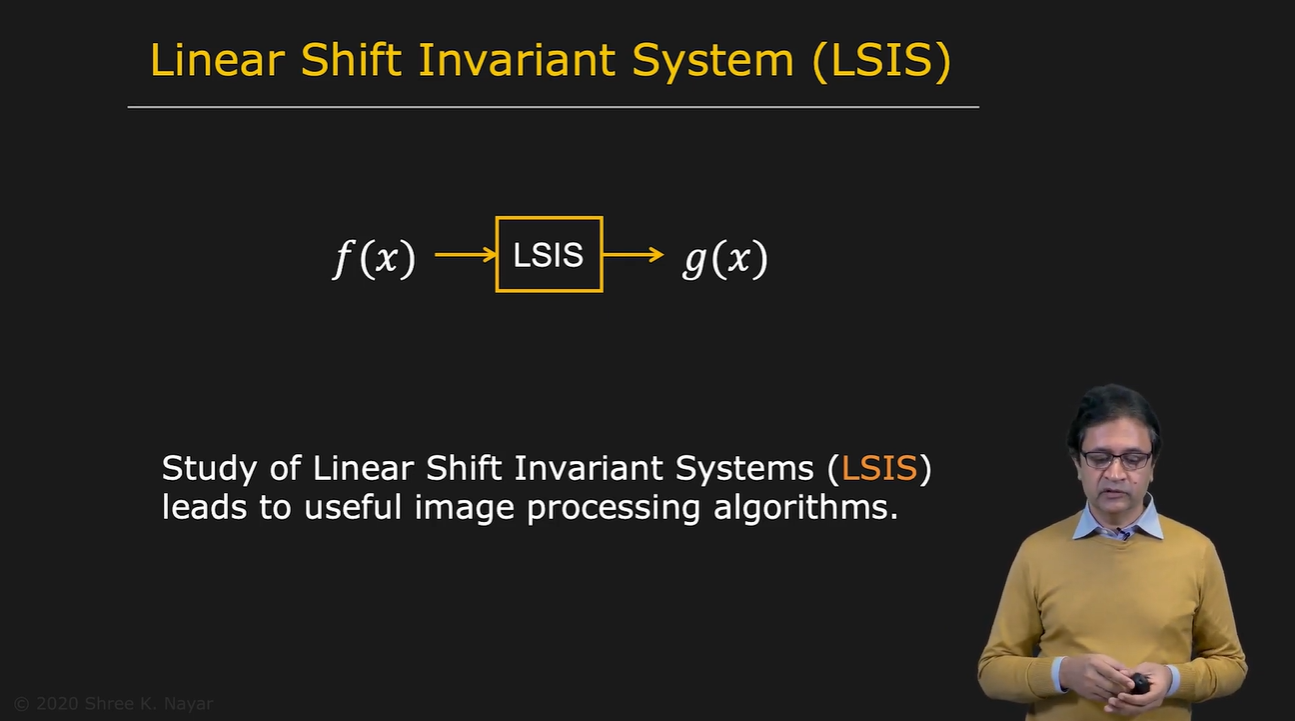 Linear Shift Invariant System (LSIS)
f(x) LSIS g(x)
Study of Linear Shift Invariant Systems (LSIS)
leads to useful image processing algorithms.
© 2020 Shree K. Nayar